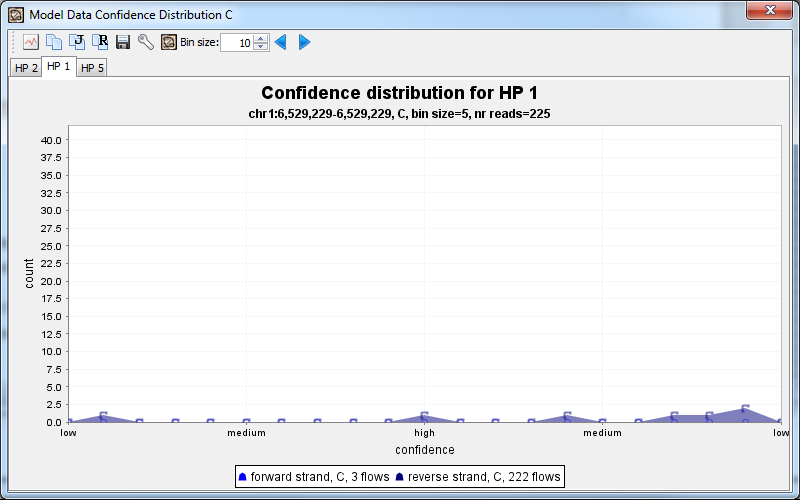 Model Data Confidence Distribution C
J R Bin size: 10
HP 2 HP 1 HP 5
Confidence distribution for HP 1
chr1:6,529,229-6,529,229, C, bin size=5, nr reads=225
40.0
37.5
35.0
32.5
30.0
27.5
25.0
22.5
20.0
17.5
15.0
12.5
10.0
7.5
5.0
2.5
0.0
count
low medium high medium low
confidence
forward strand, C, 3 flows reverse strand, C, 222 flows